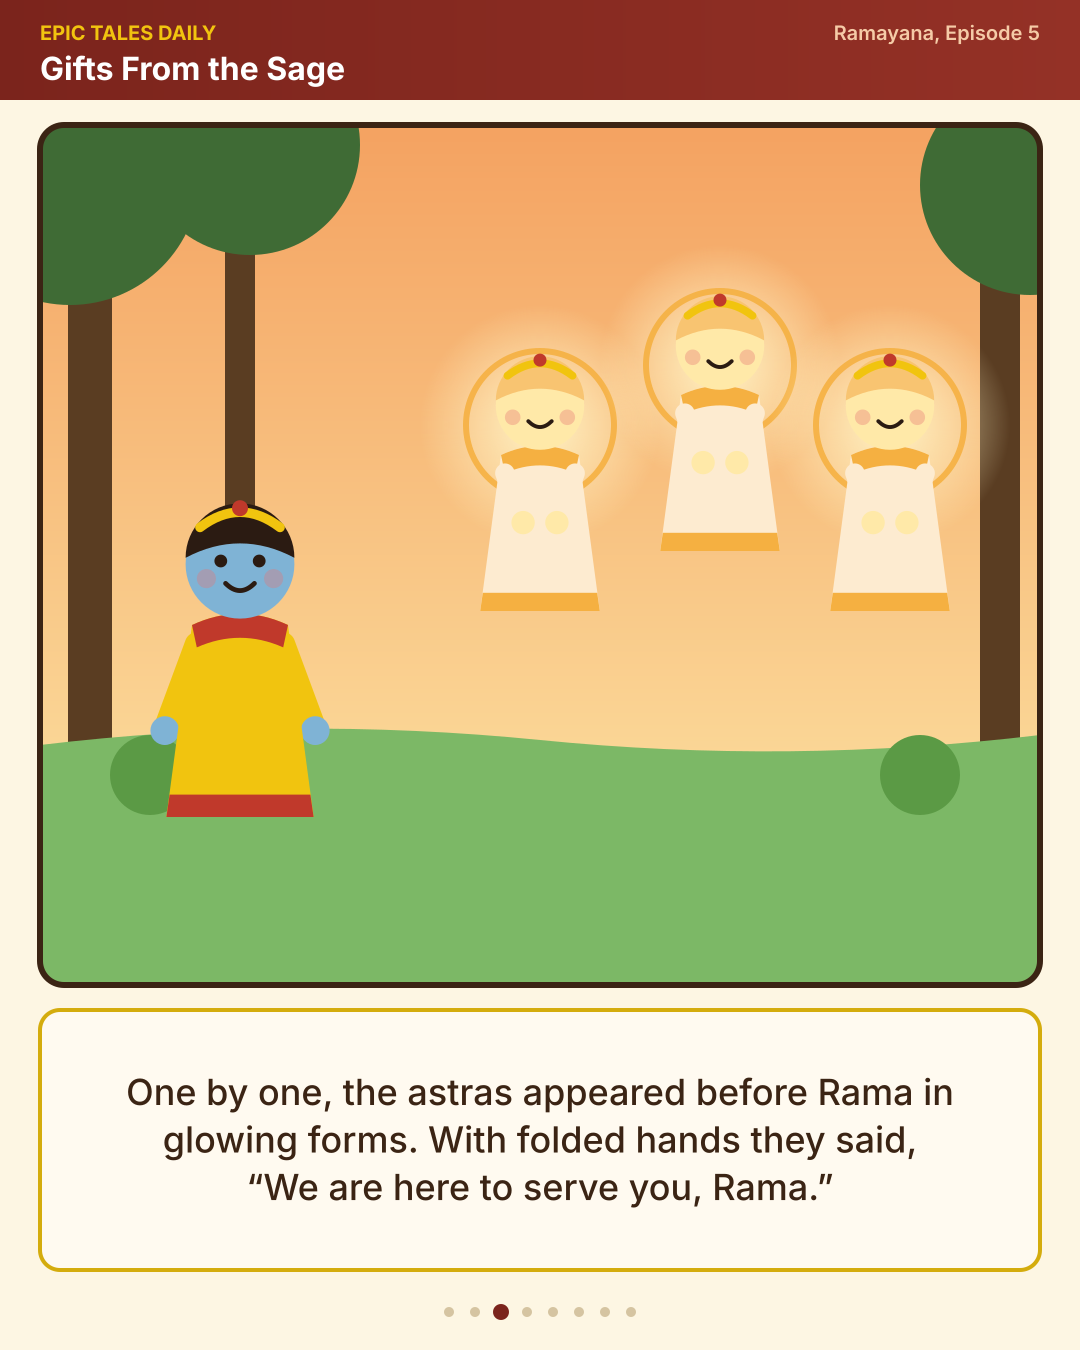 EPIC TALES DAILY
Gifts From the Sage
Ramayana, Episode 5
One by one, the astras appeared before Rama in
glowing forms. With folded hands they said,
“We are here to serve you, Rama.”